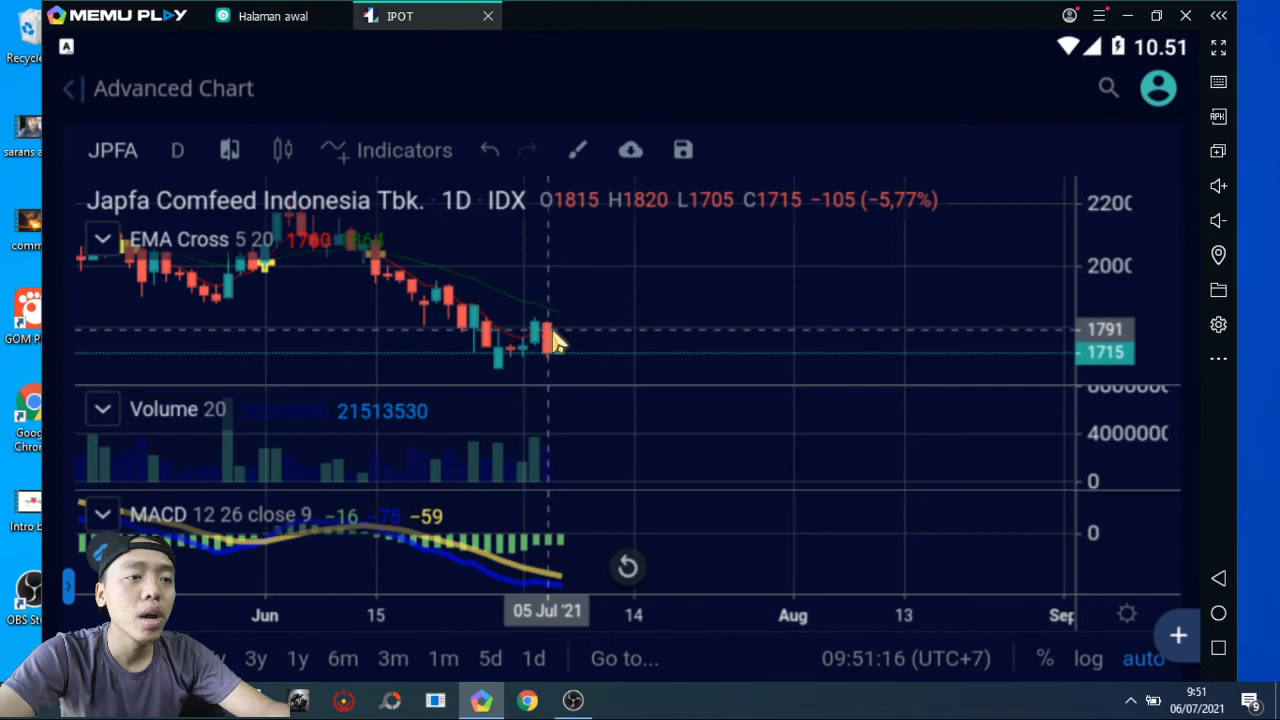 MEMU PLAY
Halaman awal
IPOT
10.51
Advanced Chart
JPFA D Indicators
Japfa Comfeed Indonesia Tbk. 1D IDX O1815 H1820 L1705 C1715 −105 (−5,77%)
EMA Cross 5 20
2200
2000
1791
1715
Volume 20 21513530
4000000
0
MACD 12 26 close 9 −16 −75 −59
0
Jun 15 05 Jul '21 14 Aug 13 Sep
3y 1y 6m 3m 1m 5d 1d Go to... 09:51:16 (UTC+7) % log auto
Recycle
sarans a
comm
GOM P
Goog
Chron
Intro b
OBS St
APK
9:51
06/07/2021
9